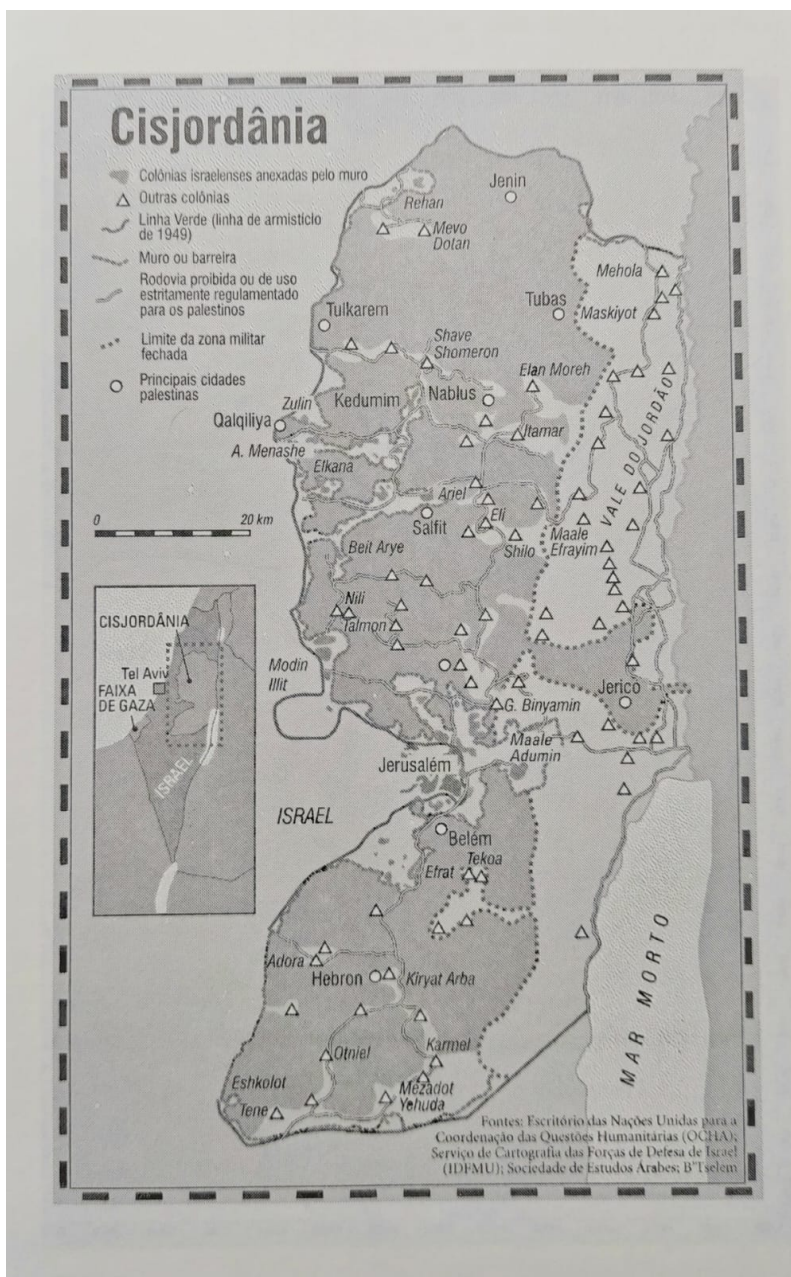 Cisjordânia
Colônias israelenses anexadas pelo muro
Outras colônias
Linha Verde (linha de armistício
de 1949)
Muro ou barreira
Rodovia proibida ou de uso
estritamente regulamentado
para os palestinos
Limite da zona militar
fechada
Principais cidades
palestinas
0
20 km
CISJORDÂNIA
Tel Aviv
FAIXA
DE GAZA
ISRAEL
Jenin
Rehan
Mevo
Dotan
Mehola
Tubas
Maskiyot
Tulkarem
Shave
Shomeron
Elan Moreh
Zulin
Kedumim
Nablus
Qalqiliya
Itamar
A. Menashe
Elkana
VALE DO JORDÃO
Ariel
Salfit
Eli
Shilo
Maale
Efrayim
Beit Arye
Nili
Talmon
Modin
Illit
Jerico
G. Binyamin
Maale
Adumin
Jerusalém
ISRAEL
Belém
Efrat
Tekoa
Adora
Hebron
Kiryat Arba
MAR MORTO
Otniel
Karmel
Eshkolot
Mezadot
Yehuda
Tene
Fontes: Escritório das Nações Unidas para a
Coordenação das Questões Humanitárias (OCHA);
Serviço de Cartografia das Forças de Defesa de Israel
(IDFMU); Sociedade de Estudos Árabes; B'Tselem